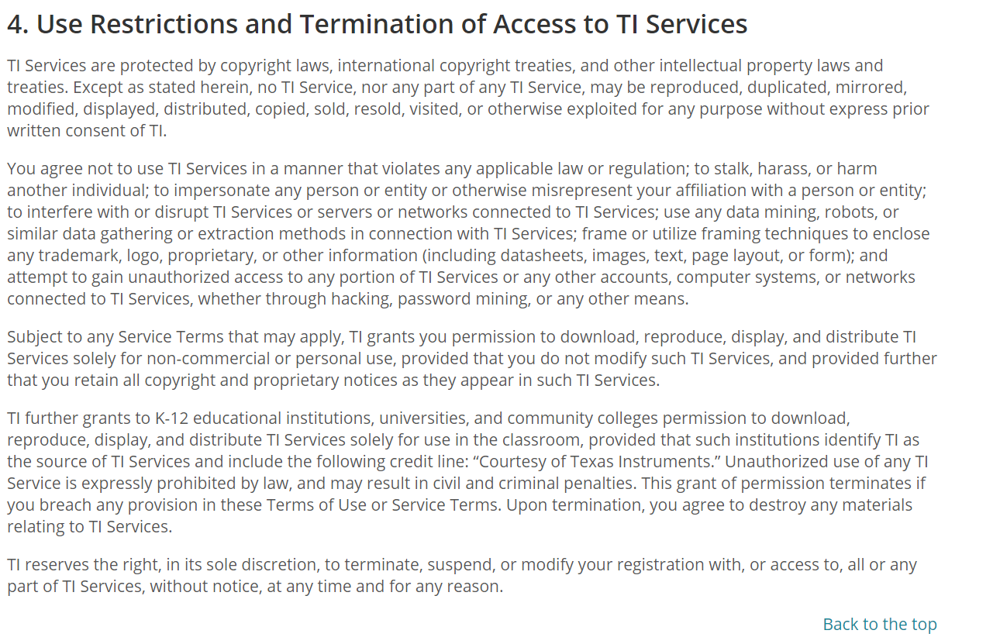 4. Use Restrictions and Termination of Access to TI Services
TI Services are protected by copyright laws, international copyright treaties, and other intellectual property laws and
treaties. Except as stated herein, no TI Service, nor any part of any TI Service, may be reproduced, duplicated, mirrored,
modified, displayed, distributed, copied, sold, resold, visited, or otherwise exploited for any purpose without express prior
written consent of TI.
You agree not to use TI Services in a manner that violates any applicable law or regulation; to stalk, harass, or harm
another individual; to impersonate any person or entity or otherwise misrepresent your affiliation with a person or entity;
to interfere with or disrupt TI Services or servers or networks connected to TI Services; use any data mining, robots, or
similar data gathering or extraction methods in connection with TI Services; frame or utilize framing techniques to enclose
any trademark, logo, proprietary, or other information (including datasheets, images, text, page layout, or form); and
attempt to gain unauthorized access to any portion of TI Services or any other accounts, computer systems, or networks
connected to TI Services, whether through hacking, password mining, or any other means.
Subject to any Service Terms that may apply, TI grants you permission to download, reproduce, display, and distribute TI
Services solely for non-commercial or personal use, provided that you do not modify such TI Services, and provided further
that you retain all copyright and proprietary notices as they appear in such TI Services.
TI further grants to K-12 educational institutions, universities, and community colleges permission to download,
reproduce, display, and distribute TI Services solely for use in the classroom, provided that such institutions identify TI as
the source of TI Services and include the following credit line: “Courtesy of Texas Instruments.” Unauthorized use of any TI
Service is expressly prohibited by law, and may result in civil and criminal penalties. This grant of permission terminates if
you breach any provision in these Terms of Use or Service Terms. Upon termination, you agree to destroy any materials
relating to TI Services.
TI reserves the right, in its sole discretion, to terminate, suspend, or modify your registration with, or access to, all or any
part of TI Services, without notice, at any time and for any reason.
Back to the top